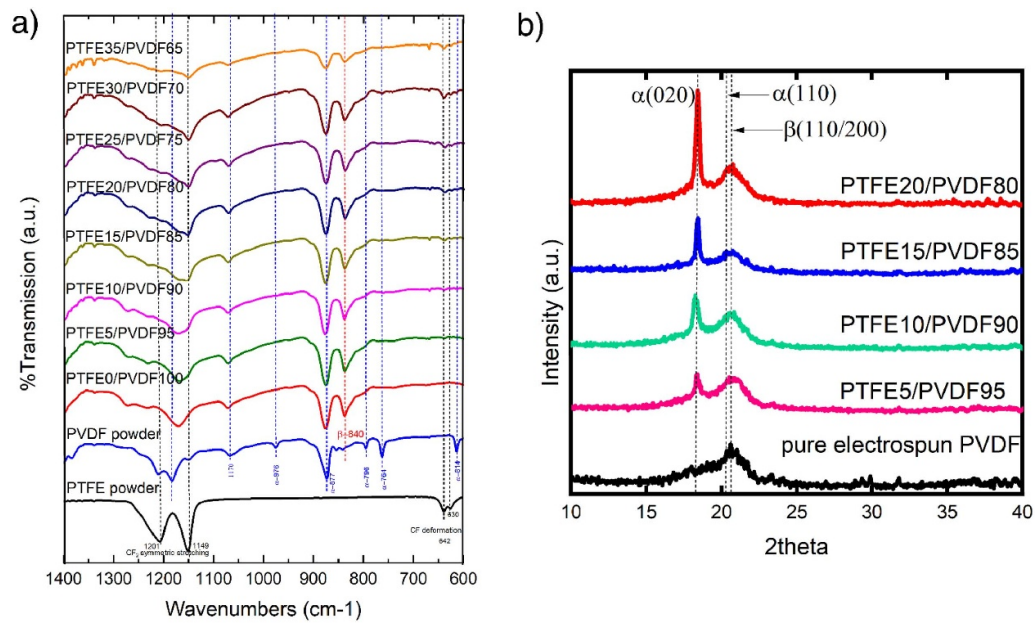 a)
PTFE35/PVDF65
PTFE30/PVDF70
PTFE25/PVDF75
PTFE20/PVDF80
PTFE15/PVDF85
PTFE10/PVDF90
PTFE5/PVDF95
PTFE0/PVDF100
PVDF powder
PTFE powder
β-840
1170
α-976
α-877
α-796
α-764
α-614
1201
1149
CF2 symmetric stretching
CF deformation
630
642
%Transmission (a.u.)
1400 1300 1200 1100 1000 900 800 700 600
Wavenumbers (cm-1)
b)
α(020)
α(110)
β(110/200)
PTFE20/PVDF80
PTFE15/PVDF85
PTFE10/PVDF90
PTFE5/PVDF95
pure electrospun PVDF
Intensity (a.u.)
10 15 20 25 30 35 40
2theta